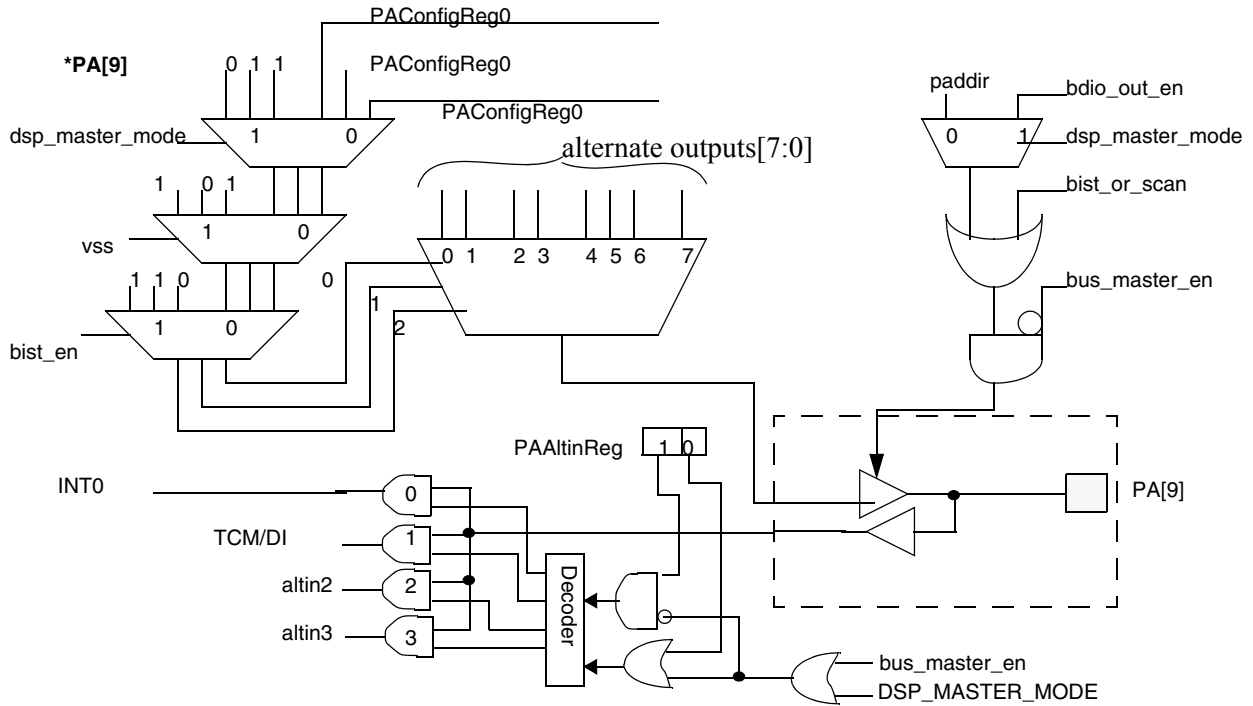 PAConfigReg0
*PA[9]
0 1 1
PAConfigReg0
PAConfigReg0
dsp_master_mode
1 0
alternate outputs[7:0]
paddir
bdio_out_en
0 1
dsp_master_mode
bist_or_scan
1 0 1
vss
1 0
0 1 2 3 4 5 6 7
bus_master_en
1 1 0
0
1
2
bist_en
1 0
PAAltinReg
1 0
INT0
0
PA[9]
TCM/DI
1
altin2
2
altin3
3
Decoder
bus_master_en
DSP_MASTER_MODE